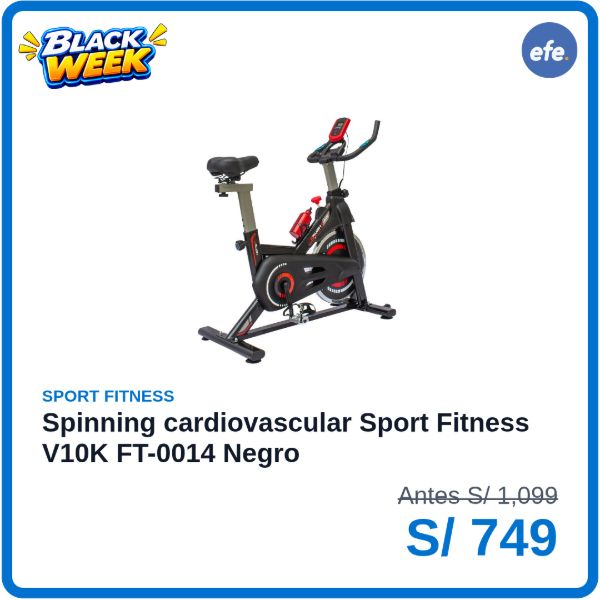 BLACK
WEEK
efe.
SPORT FITNESS
Spinning cardiovascular Sport Fitness
V10K FT-0014 Negro
Antes S/ 1,099
S/ 749